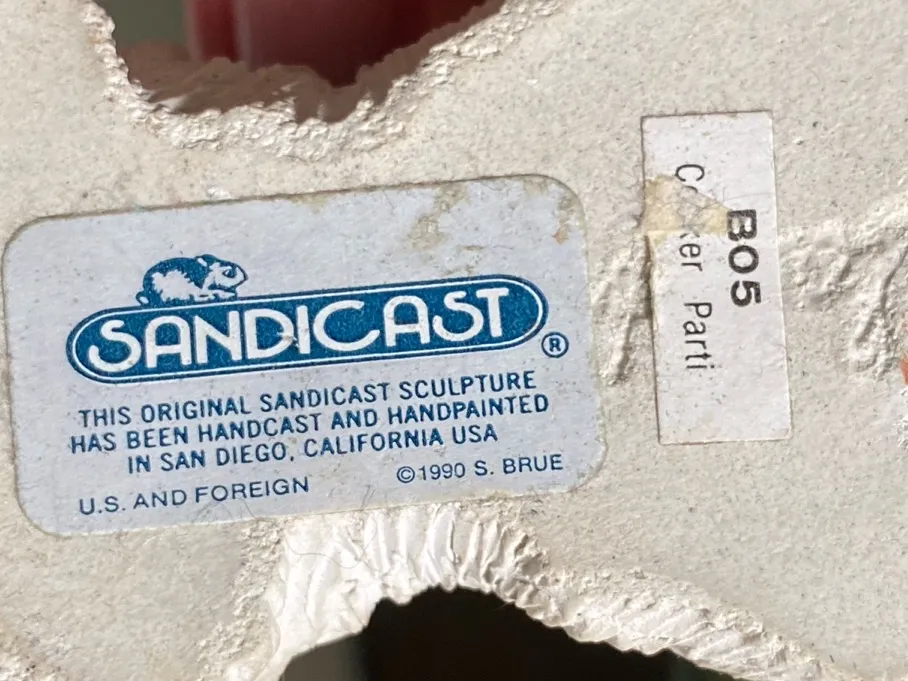 SANDICAST ®
THIS ORIGINAL SANDICAST SCULPTURE
HAS BEEN HANDCAST AND HANDPAINTED
IN SAN DIEGO, CALIFORNIA USA
U.S. AND FOREIGN ©1990 S. BRUE
B05
Parti